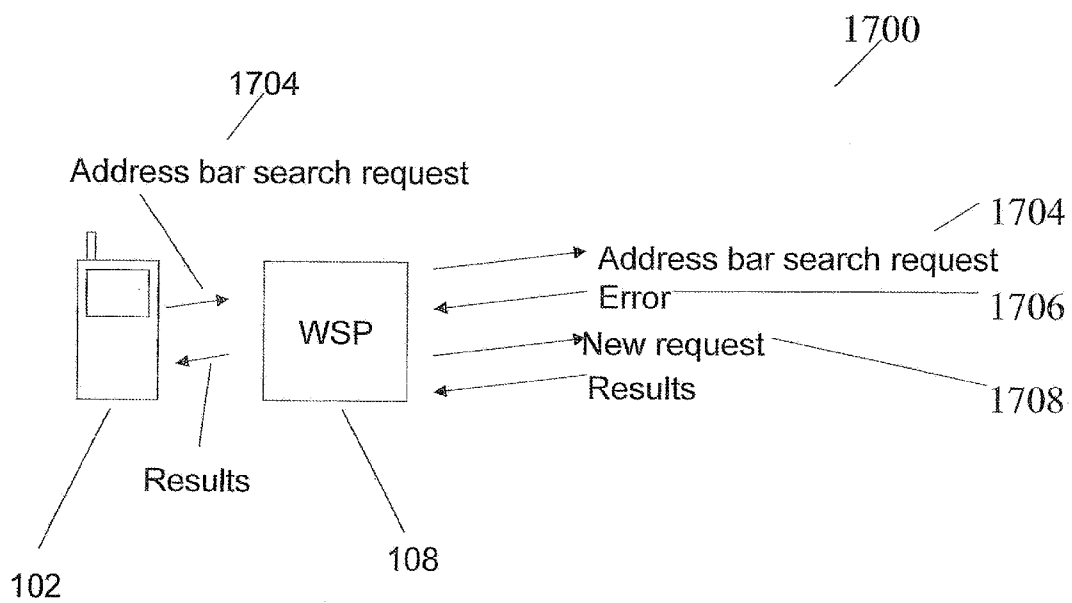 1700
1704
Address bar search request
1704
Address bar search request
Error
1706
WSP
New request
Results
1708
Results
108
102